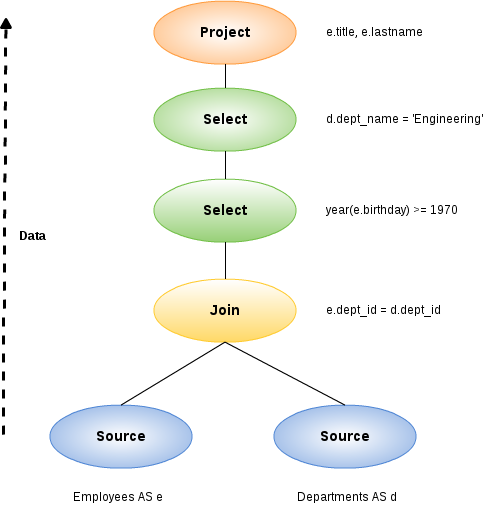 Project
e.title, e.lastname
Select
d.dept_name = 'Engineering'
Select
year(e.birthday) >= 1970
Data
Join
e.dept_id = d.dept_id
Source
Source
Employees AS e
Departments AS d